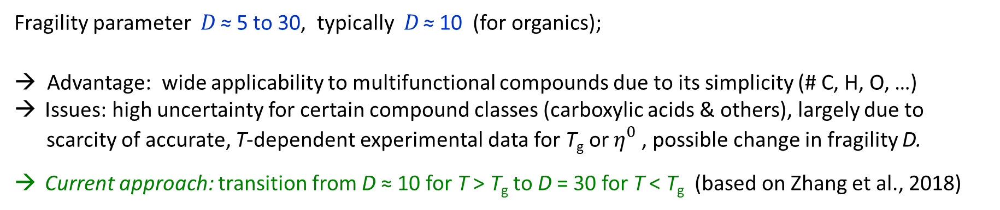 Fragility parameter D ≈ 5 to 30, typically D ≈ 10 (for organics);
→ Advantage: wide applicability to multifunctional compounds due to its simplicity (# C, H, O, …)
→ Issues: high uncertainty for certain compound classes (carboxylic acids & others), largely due to
scarcity of accurate, T-dependent experimental data for Tg or η⁰ , possible change in fragility D.
→ Current approach: transition from D ≈ 10 for T > Tg to D = 30 for T < Tg (based on Zhang et al., 2018)